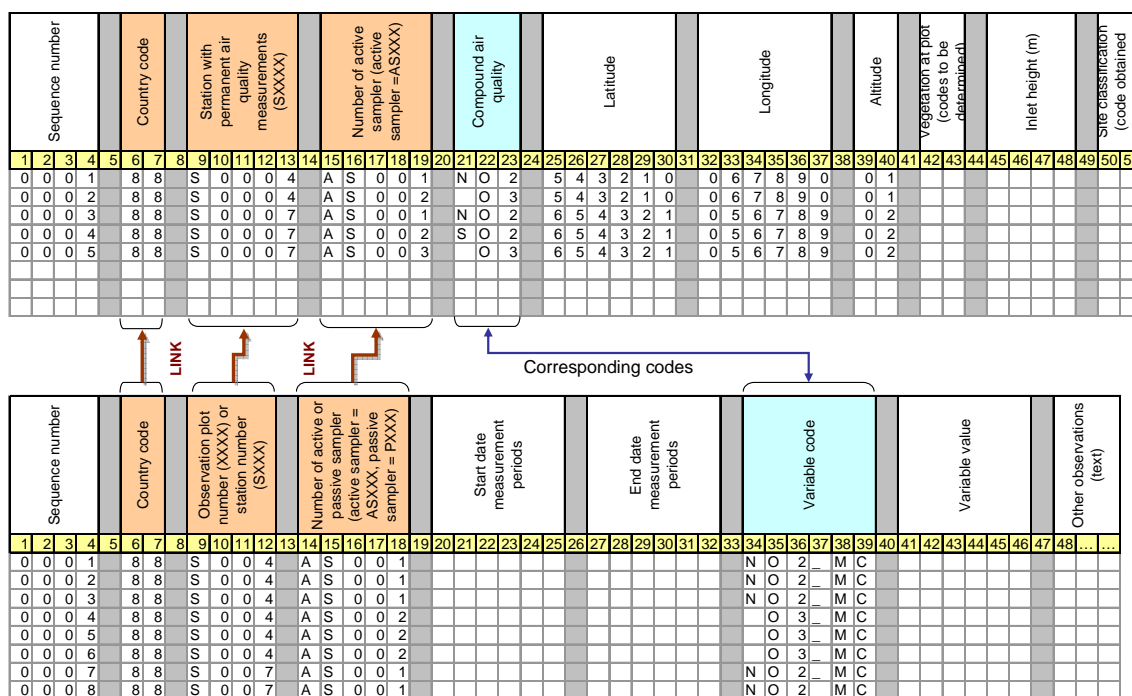 Sequence number
Country code
Station with
permanent air
quality
measurements
(SXXXX)
Number of active
sampler (active
sampler =ASXXX)
Compound air
quality
Latitude
Longitude
Altitude
Vegetation at plot
(codes to be
determined)
Inlet height (m)
Site classification
(code obtained
1 2 3 4 5 6 7 8 9 10 11 12 13 14 15 16 17 18 19 20 21 22 23 24 25 26 27 28 29 30 31 32 33 34 35 36 37 38 39 40 41 42 43 44 45 46 47 48 49 50 5
0 0 0 1 8 8 S 0 0 0 4 A S 0 0 1 N O 2 5 4 3 2 1 0 0 6 7 8 9 0 0 1
0 0 0 2 8 8 S 0 0 0 4 A S 0 0 2 O 3 5 4 3 2 1 0 0 6 7 8 9 0 0 1
0 0 0 3 8 8 S 0 0 0 7 A S 0 0 1 N O 2 6 5 4 3 2 1 0 5 6 7 8 9 0 2
0 0 0 4 8 8 S 0 0 0 7 A S 0 0 2 S O 2 6 5 4 3 2 1 0 5 6 7 8 9 0 2
0 0 0 5 8 8 S 0 0 0 7 A S 0 0 3 O 3 6 5 4 3 2 1 0 5 6 7 8 9 0 2
LINK
LINK
Corresponding codes
Sequence number
Country code
Observation plot
number (XXXX) or
station number
(SXXX)
Number of active or
passive sampler
(active sampler =
ASXXX, passive
sampler = PXXX)
Start date
measurement
periods
End date
measurement
periods
Variable code
Variable value
Other observations
(text)
1 2 3 4 5 6 7 8 9 10 11 12 13 14 15 16 17 18 19 20 21 22 23 24 25 26 27 28 29 30 31 32 33 34 35 36 37 38 39 40 41 42 43 44 45 46 47 48 ... ...
0 0 0 1 8 8 S 0 0 4 A S 0 0 1 N O 2 _ M C
0 0 0 2 8 8 S 0 0 4 A S 0 0 1 N O 2 _ M C
0 0 0 3 8 8 S 0 0 4 A S 0 0 1 N O 2 _ M C
0 0 0 4 8 8 S 0 0 4 A S 0 0 2 O 3 _ M C
0 0 0 5 8 8 S 0 0 4 A S 0 0 2 O 3 _ M C
0 0 0 6 8 8 S 0 0 4 A S 0 0 2 O 3 _ M C
0 0 0 7 8 8 S 0 0 7 A S 0 0 1 N O 2 _ M C
0 0 0 8 8 8 S 0 0 7 A S 0 0 1 N O 2 M C